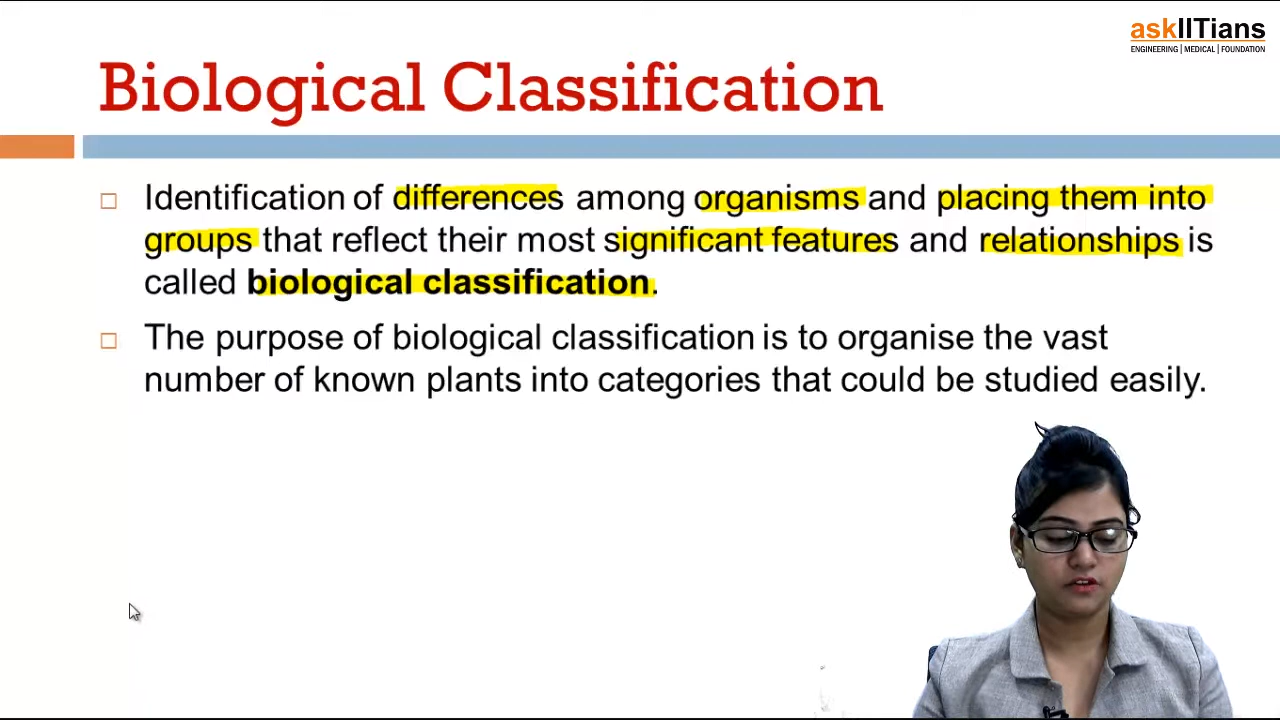 askIITians
ENGINEERING | MEDICAL | FOUNDATION
Biological Classification
Identification of differences among organisms and placing them into
groups that reflect their most significant features and relationships is
called biological classification.
The purpose of biological classification is to organise the vast
number of known plants into categories that could be studied easily.